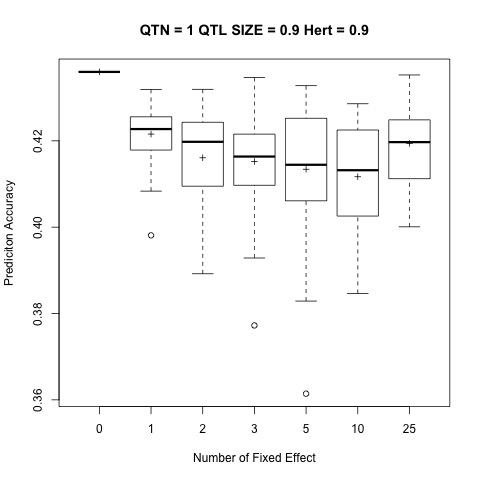 QTN = 1 QTL SIZE = 0.9 Hert = 0.9
0.42
0.40
0.38
0.36
Prediciton Accuracy
0 1 2 3 5 10 25
Number of Fixed Effect